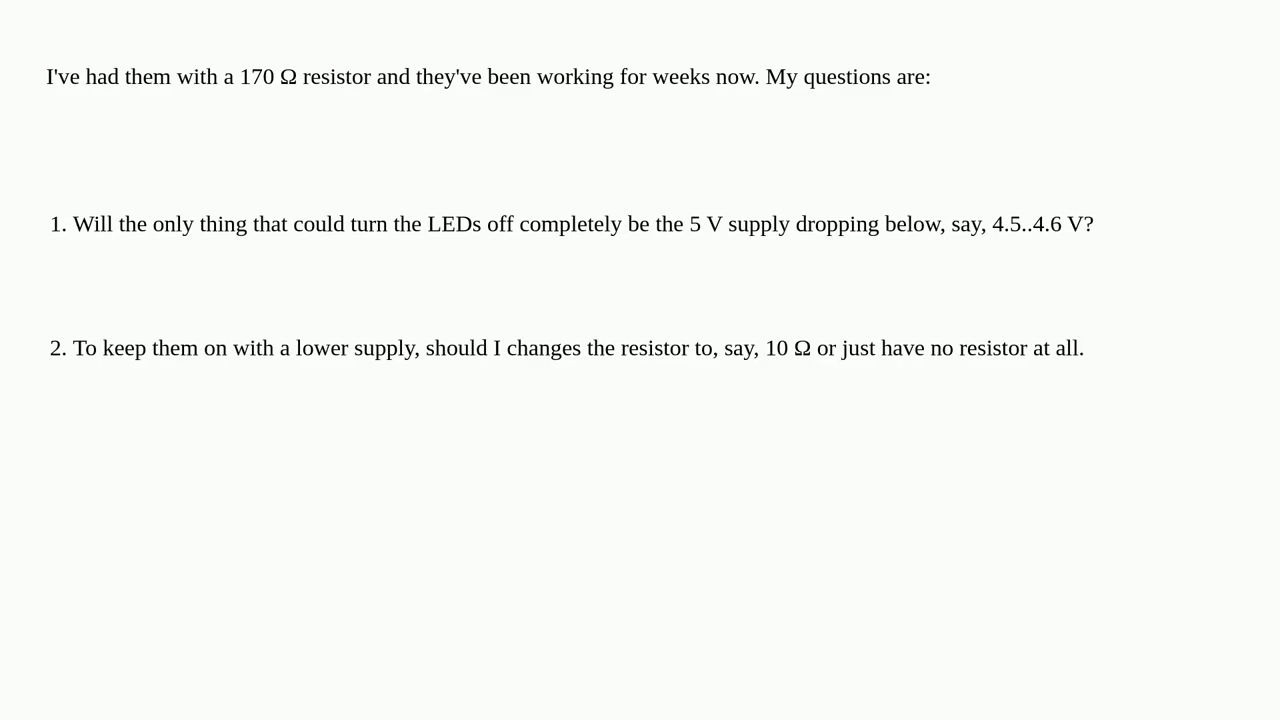 I've had them with a 170 Ω resistor and they've been working for weeks now. My questions are:
1. Will the only thing that could turn the LEDs off completely be the 5 V supply dropping below, say, 4.5..4.6 V?
2. To keep them on with a lower supply, should I changes the resistor to, say, 10 Ω or just have no resistor at all.